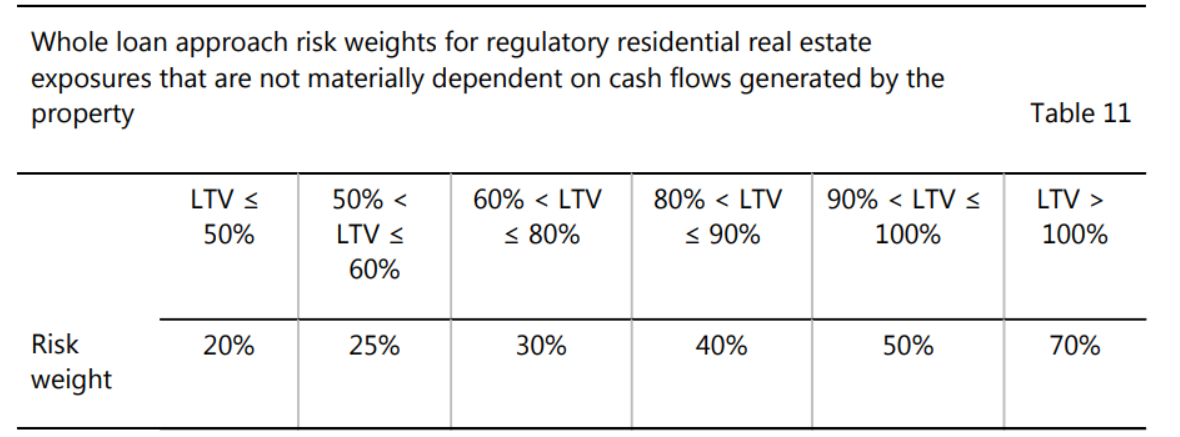 Whole loan approach risk weights for regulatory residential real estate
exposures that are not materially dependent on cash flows generated by the
property Table 11
LTV ≤ 50% < 60% < LTV 80% < LTV 90% < LTV ≤ LTV >
50% LTV ≤ ≤ 80% ≤ 90% 100% 100%
60%
Risk 20% 25% 30% 40% 50% 70%
weight